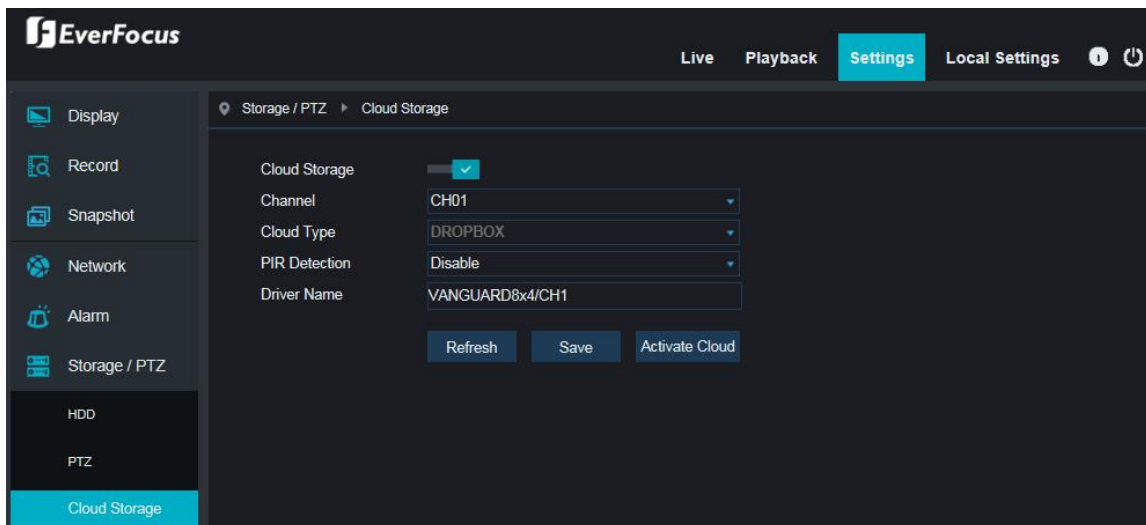 EverFocus
Live Playback Settings Local Settings
Display
Record
Snapshot
Network
Alarm
Storage / PTZ
HDD
PTZ
Cloud Storage
Storage / PTZ Cloud Storage
Cloud Storage
Channel CH01
Cloud Type DROPBOX
PIR Detection Disable
Driver Name VANGUARD8x4/CH1
Refresh Save Activate Cloud